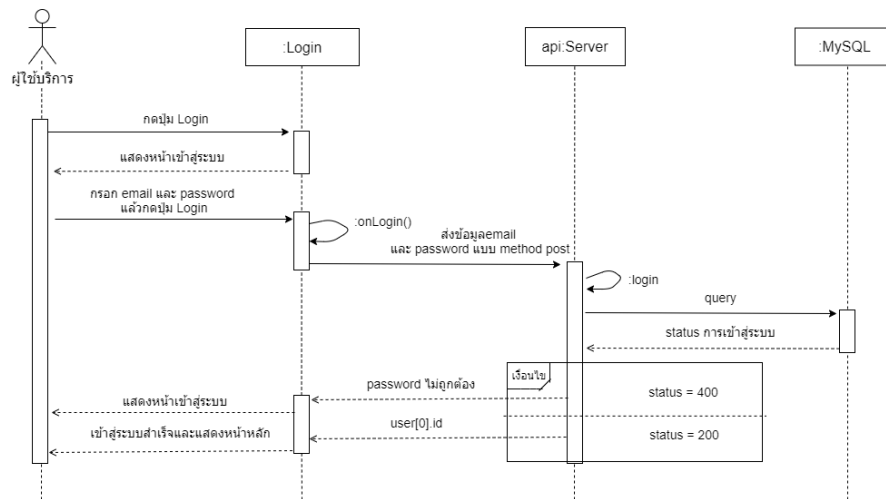 :Login
api:Server
:MySQL
ผู้ใช้บริการ
กดปุ่ม Login
แสดงหน้าเข้าสู่ระบบ
กรอก email และ password
แล้วกดปุ่ม Login
:onLogin()
ส่งข้อมูลemail
และ password แบบ method post
:login
query
status การเข้าสู่ระบบ
เงื่อนไข
password ไม่ถูกต้อง
status = 400
แสดงหน้าเข้าสู่ระบบ
user[0].id
status = 200
เข้าสู่ระบบสำเร็จและแสดงหน้าหลัก